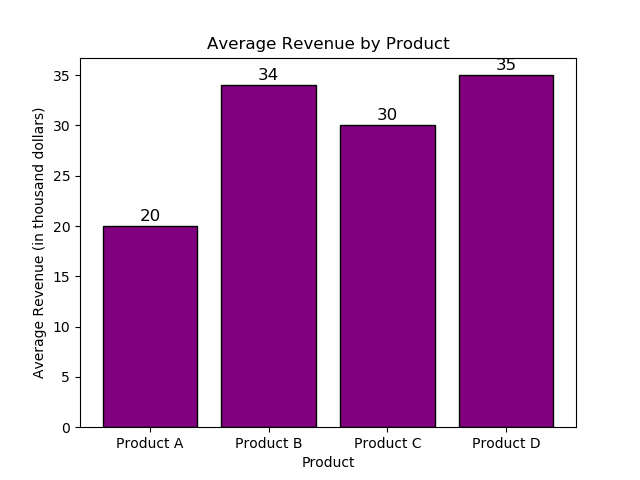 Average Revenue by Product
Average Revenue (in thousand dollars)
35
30
25
20
15
10
5
0
20
34
30
35
Product A
Product B
Product C
Product D
Product